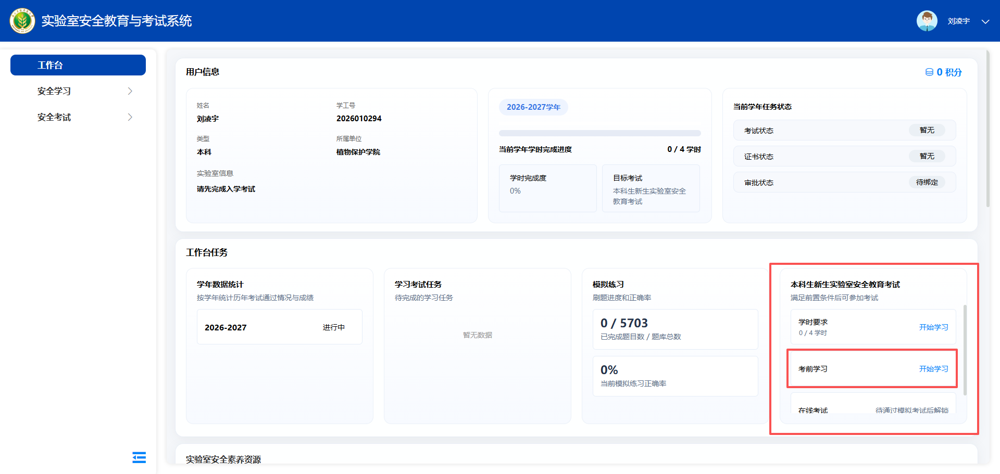 实验室安全教育与考试系统
刘凌宇
工作台
安全学习
安全考试
用户信息
0 积分
姓名
刘凌宇
学工号
2026010294
类型
本科
所属单位
植物保护学院
实验室信息
请先完成入学考试
2026-2027学年
当前学年学时完成进度
0 / 4 学时
学时完成度
0%
目标考试
本科生新生实验室安全
教育考试
当前学年任务状态
考试状态
暂无
证书状态
暂无
审批状态
待绑定
工作台任务
学年数据统计
按学年统计历年考试通过情况与成绩
2026-2027
进行中
学习考试任务
待完成的学习任务
暂无数据
模拟练习
刷题进度和正确率
0 / 5703
已完成题目数 / 题库总数
0%
当前模拟练习正确率
本科生新生实验室安全教育考试
满足前置条件后可参加考试
学时要求
0 / 4 学时
开始学习
考前学习
开始学习
在线考试
待通过模拟考试后解锁
实验室安全素养资源